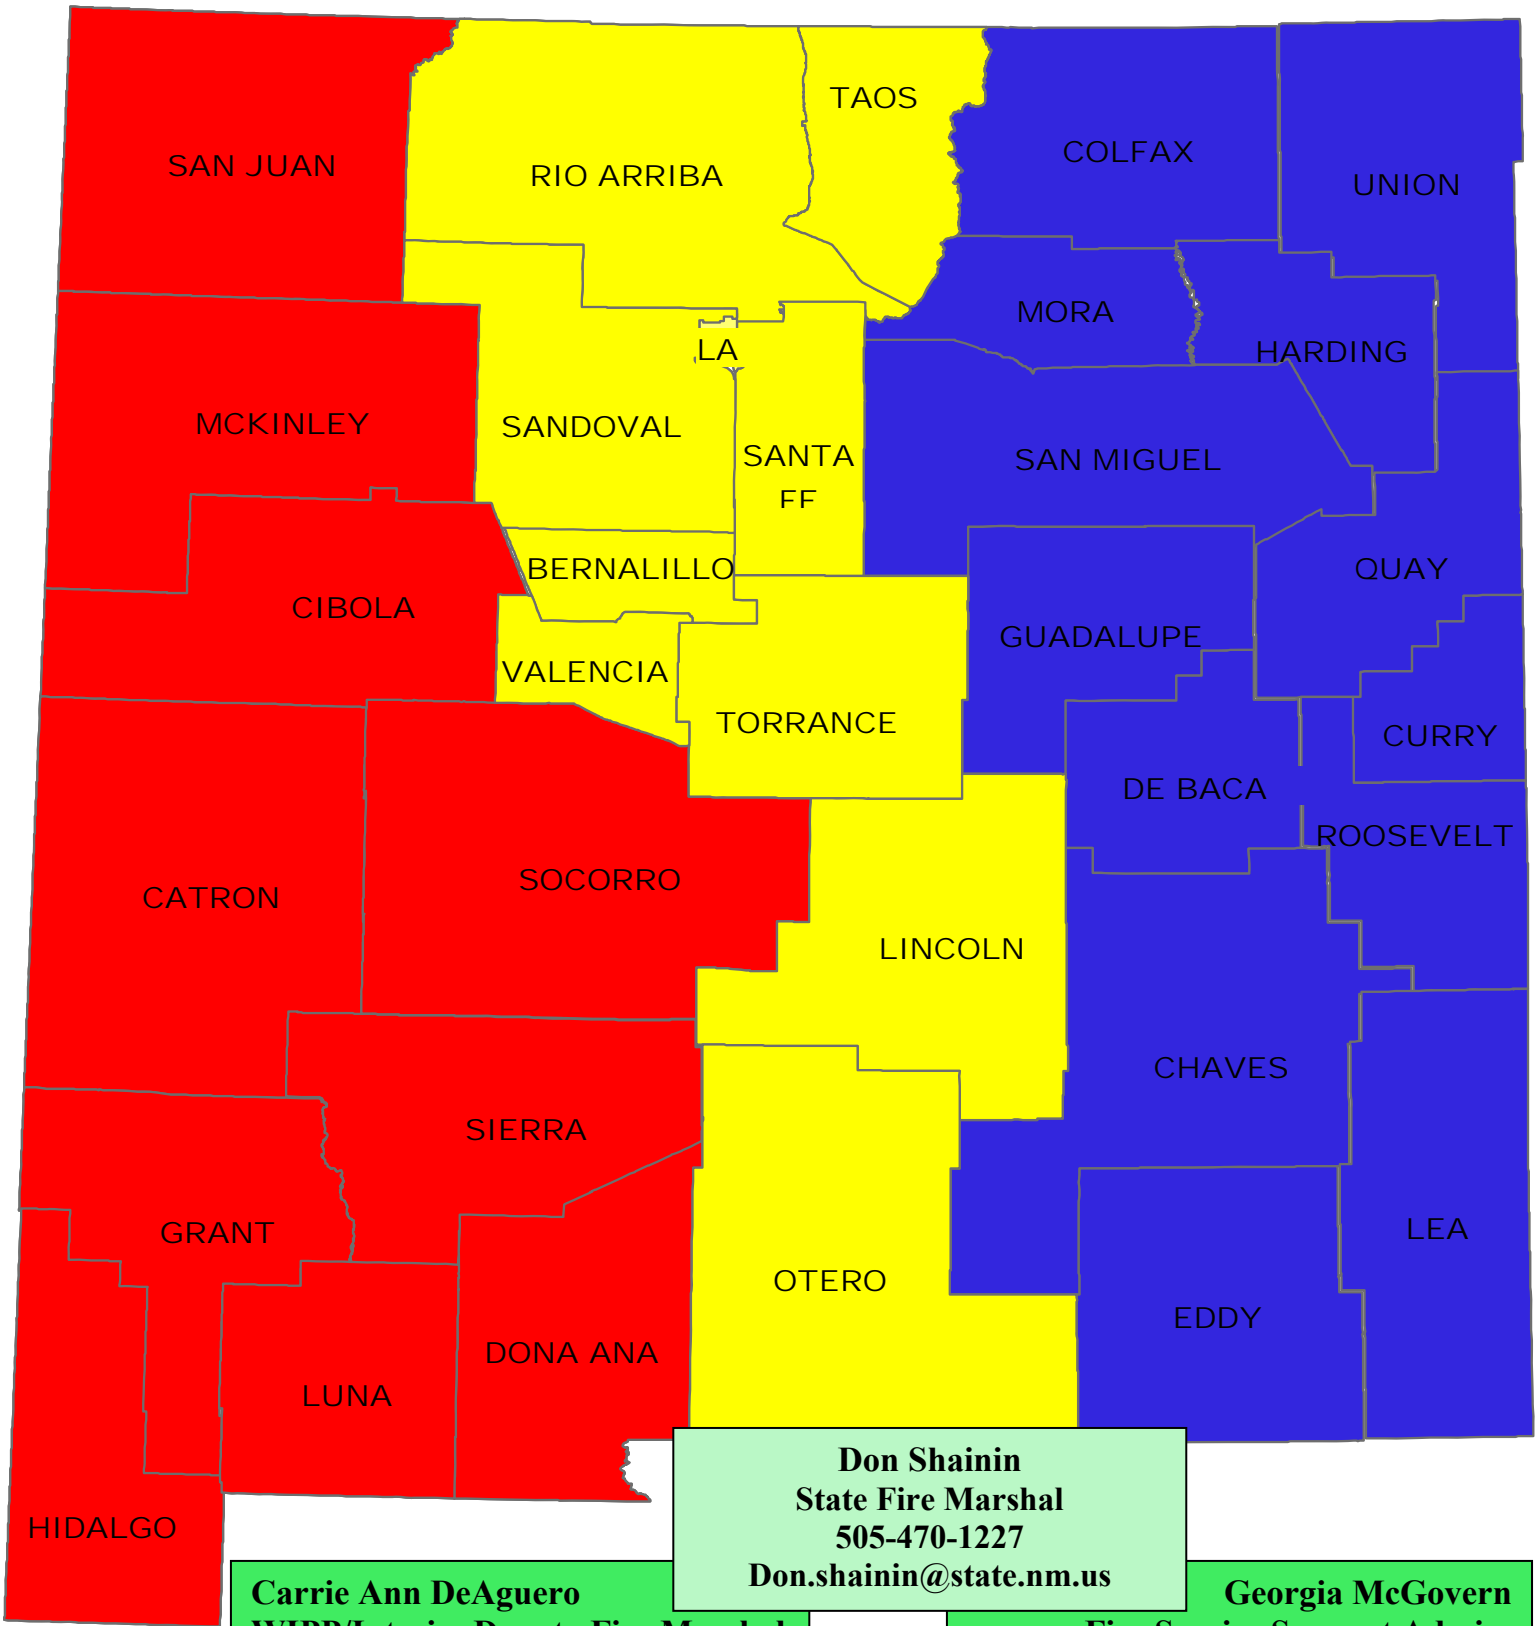 TAOS
SAN JUAN
RIO ARRIBA
COLFAX
UNION
MORA
LA
HARDING
MCKINLEY
SANDOVAL
SANTA
FF
SAN MIGUEL
BERNALILLO
QUAY
CIBOLA
GUADALUPE
VALENCIA
TORRANCE
CURRY
DE BACA
ROOSEVELT
SOCORRO
CATRON
LINCOLN
CHAVES
SIERRA
GRANT
LEA
OTERO
EDDY
DONA ANA
LUNA
HIDALGO
Don Shainin
State Fire Marshal
505-470-1227
Don.shainin@state.nm.us
Carrie Ann DeAguero
Georgia McGovern